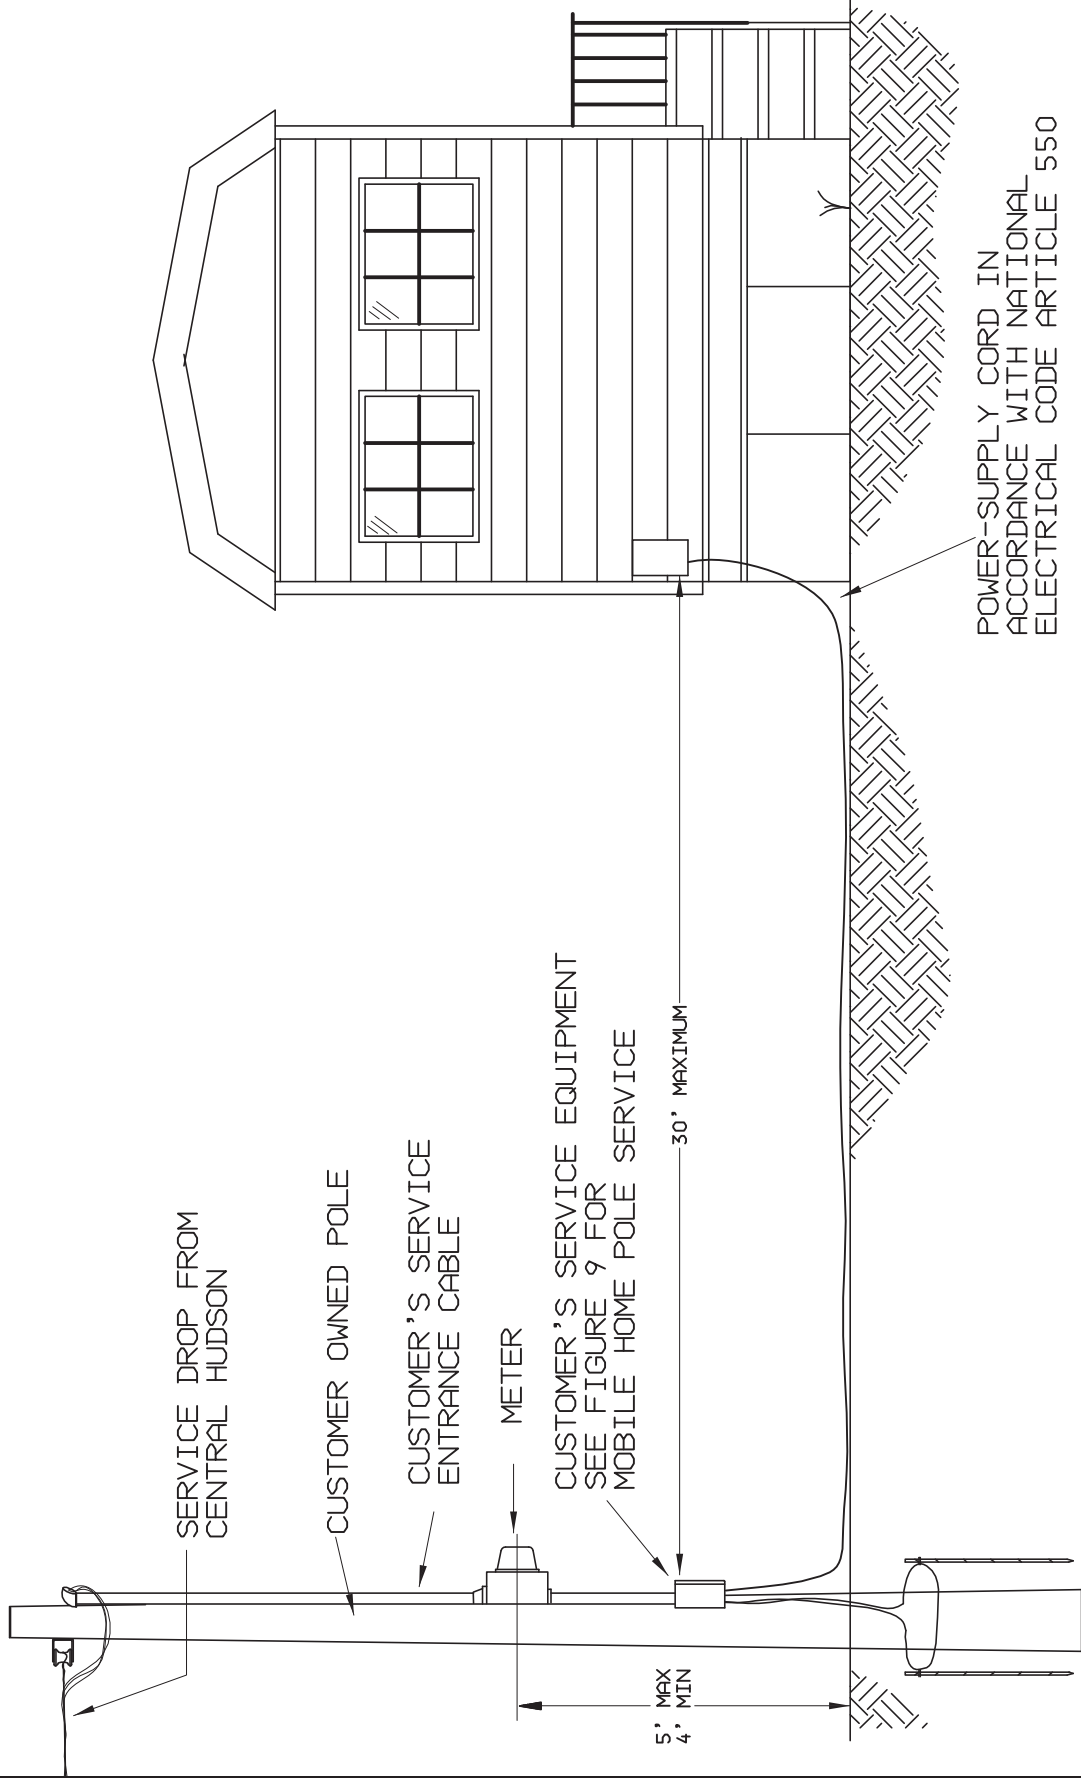 SERVICE DROP FROM
CENTRAL HUDSON
CUSTOMER OWNED POLE
CUSTOMER'S SERVICE
ENTRANCE CABLE
METER
CUSTOMER'S SERVICE EQUIPMENT
SEE FIGURE 9 FOR
MOBILE HOME POLE SERVICE
5' MAX
4' MIN
30' MAXIMUM
POWER-SUPPLY CORD IN
ACCORDANCE WITH NATIONAL
ELECTRICAL CODE ARTICLE 550